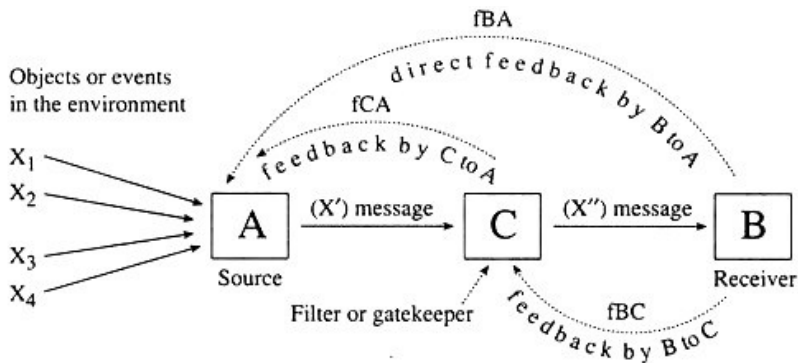 fBA
direct feedback by B to A
Objects or events
in the environment
fCA
feedback by C to A
X1
X2
X3
X4
A
(X′) message
C
(X″) message
B
Source
Receiver
Filter or gatekeeper
fBC
feedback by B to C